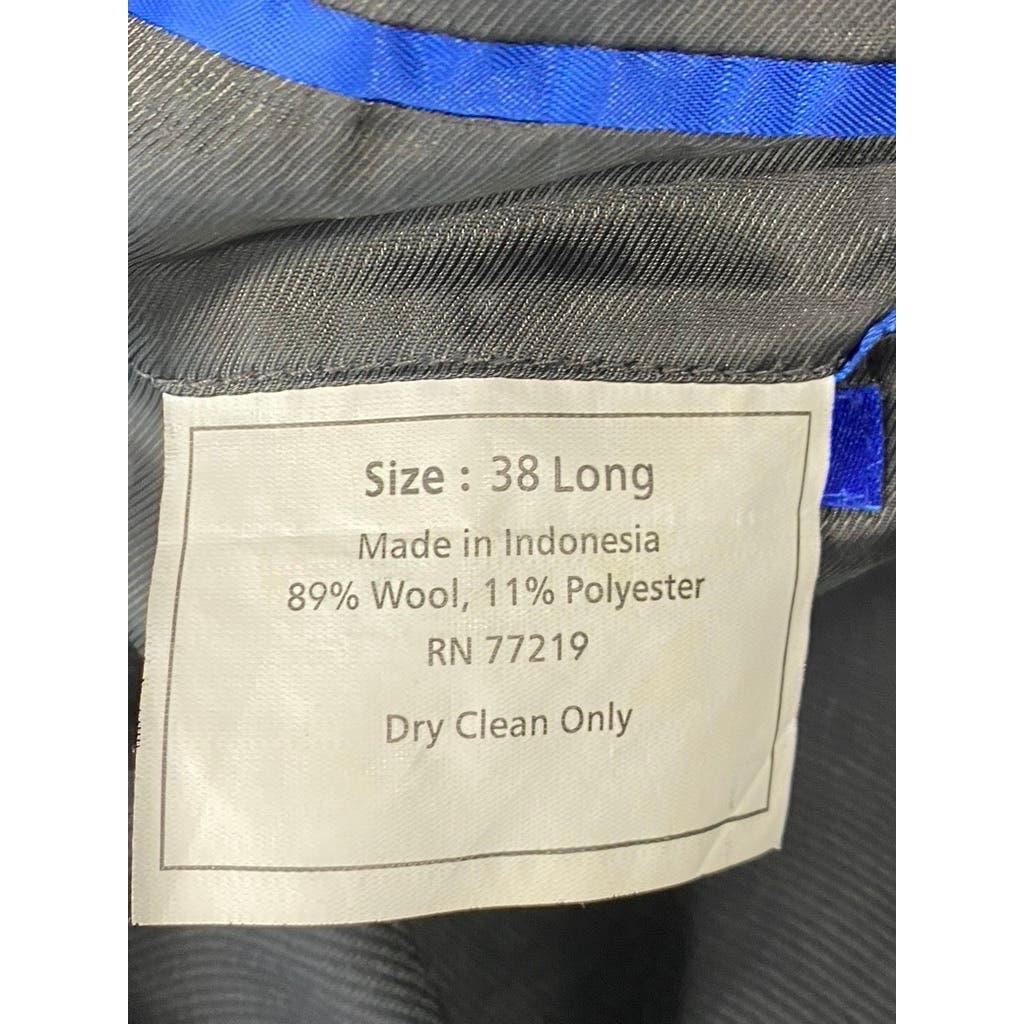 Size : 38 Long
Made in Indonesia
89% Wool, 11% Polyester
RN 77219
Dry Clean Only